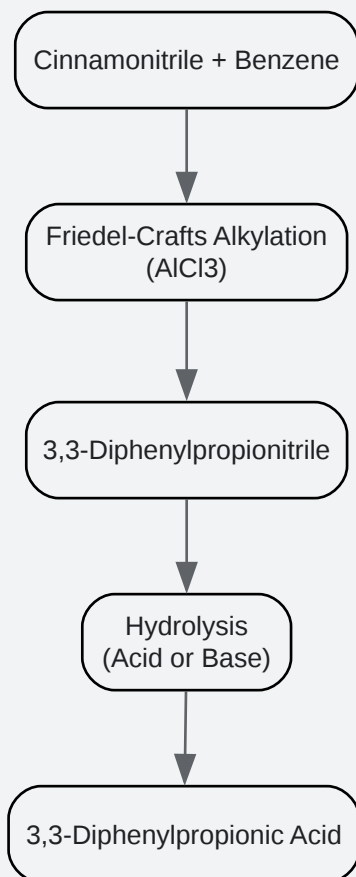 Cinnamonitrile + Benzene
Friedel-Crafts Alkylation
(AlCl3)
3,3-Diphenylpropionitrile
Hydrolysis
(Acid or Base)
3,3-Diphenylpropionic Acid